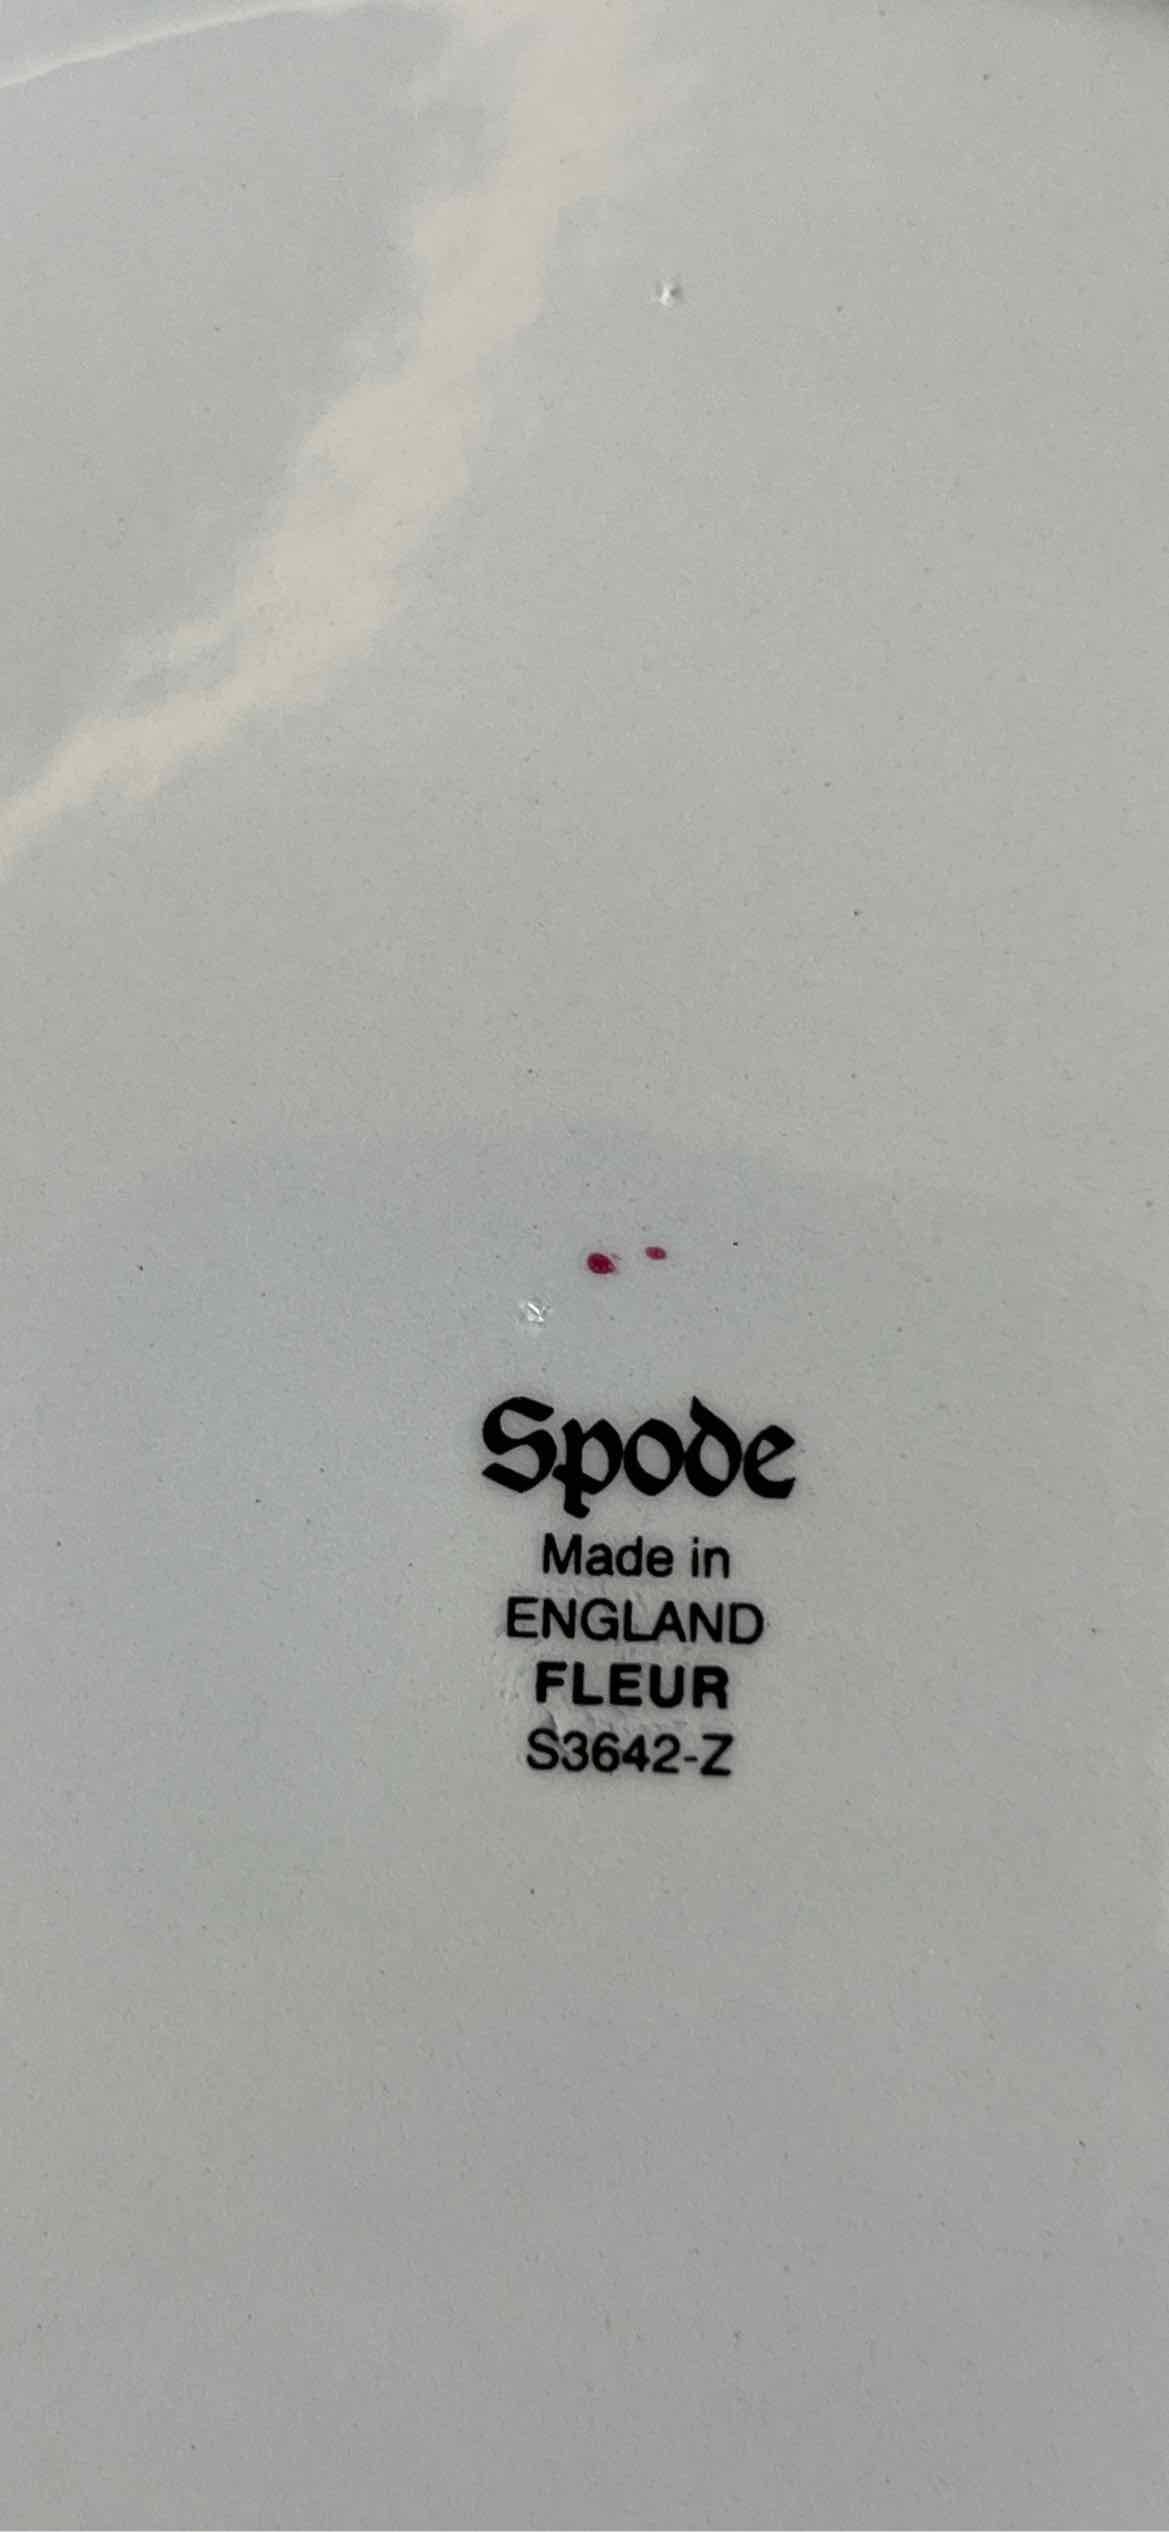 Spode
Made in
ENGLAND
FLEUR
S3642-Z